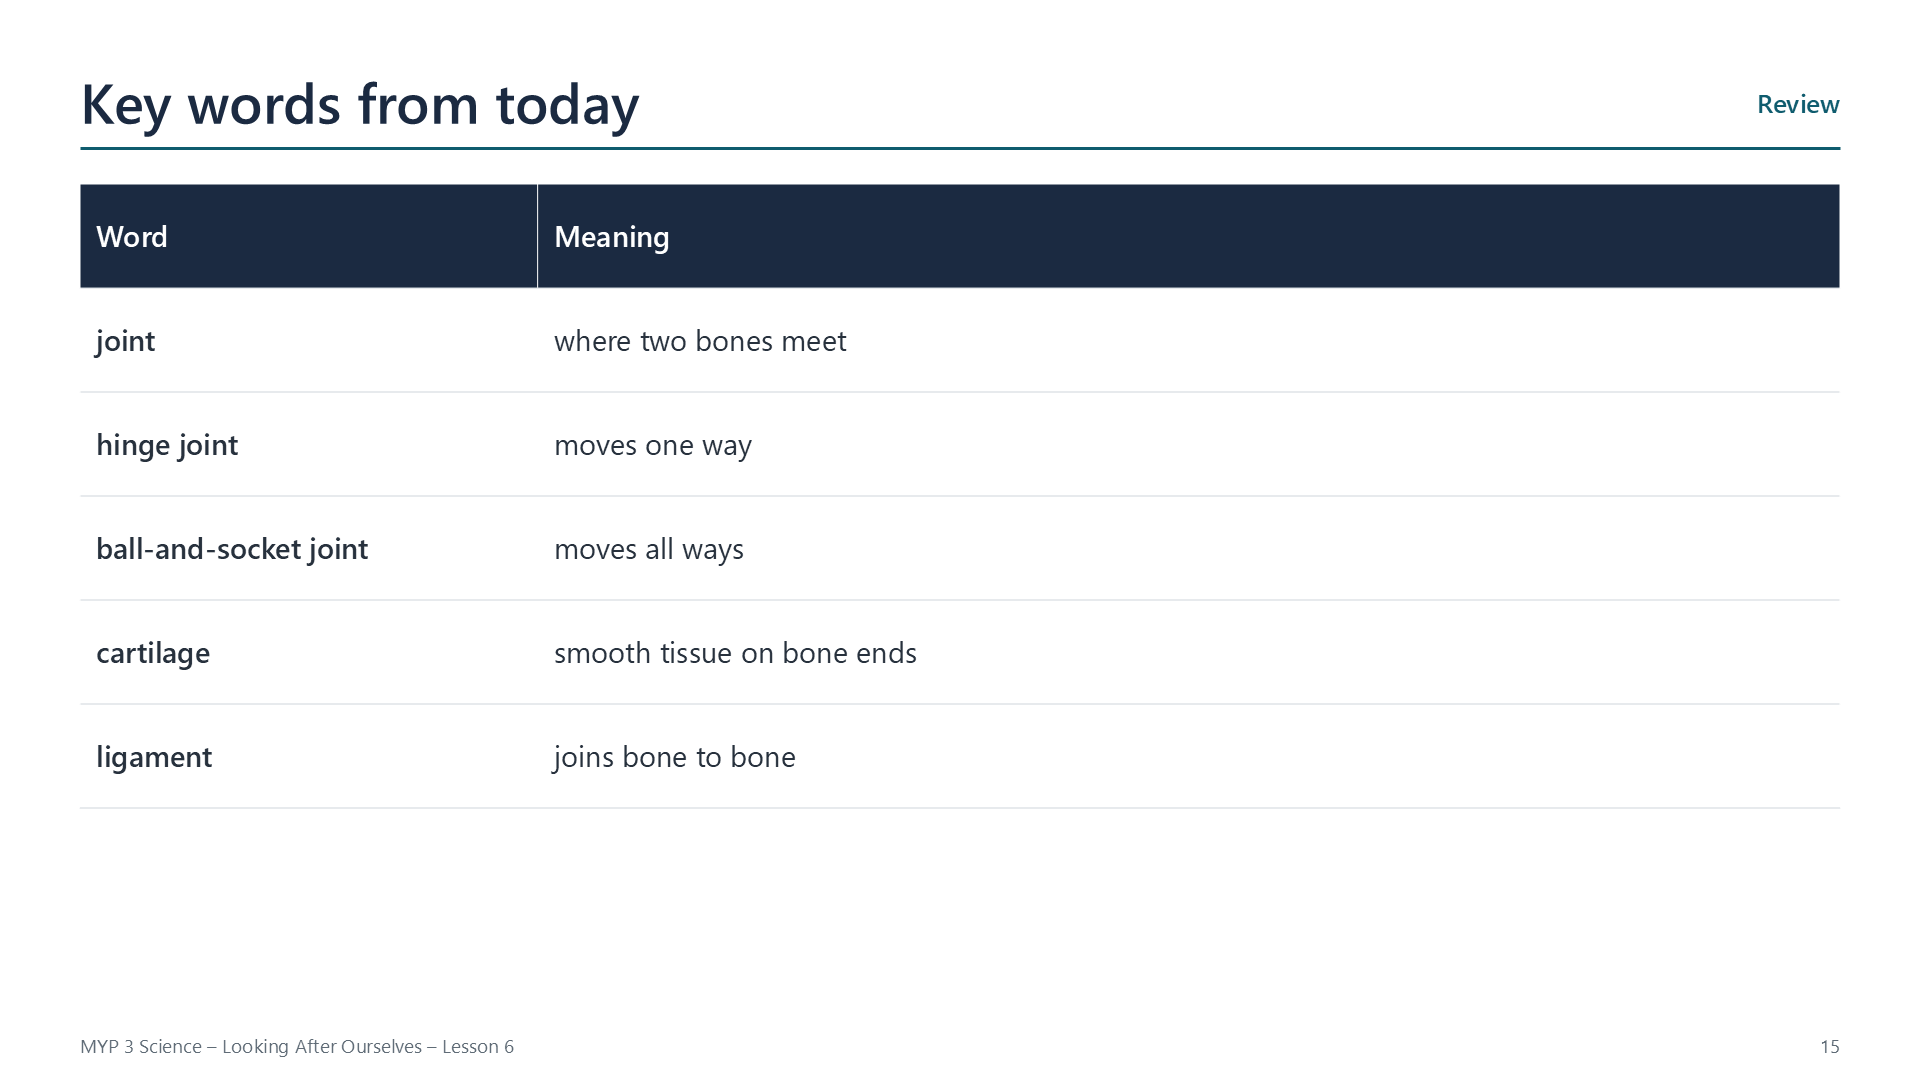 Key words from today
Review
Word Meaning
joint where two bones meet
hinge joint moves one way
ball-and-socket joint moves all ways
cartilage smooth tissue on bone ends
ligament joins bone to bone
MYP 3 Science – Looking After Ourselves – Lesson 6
15